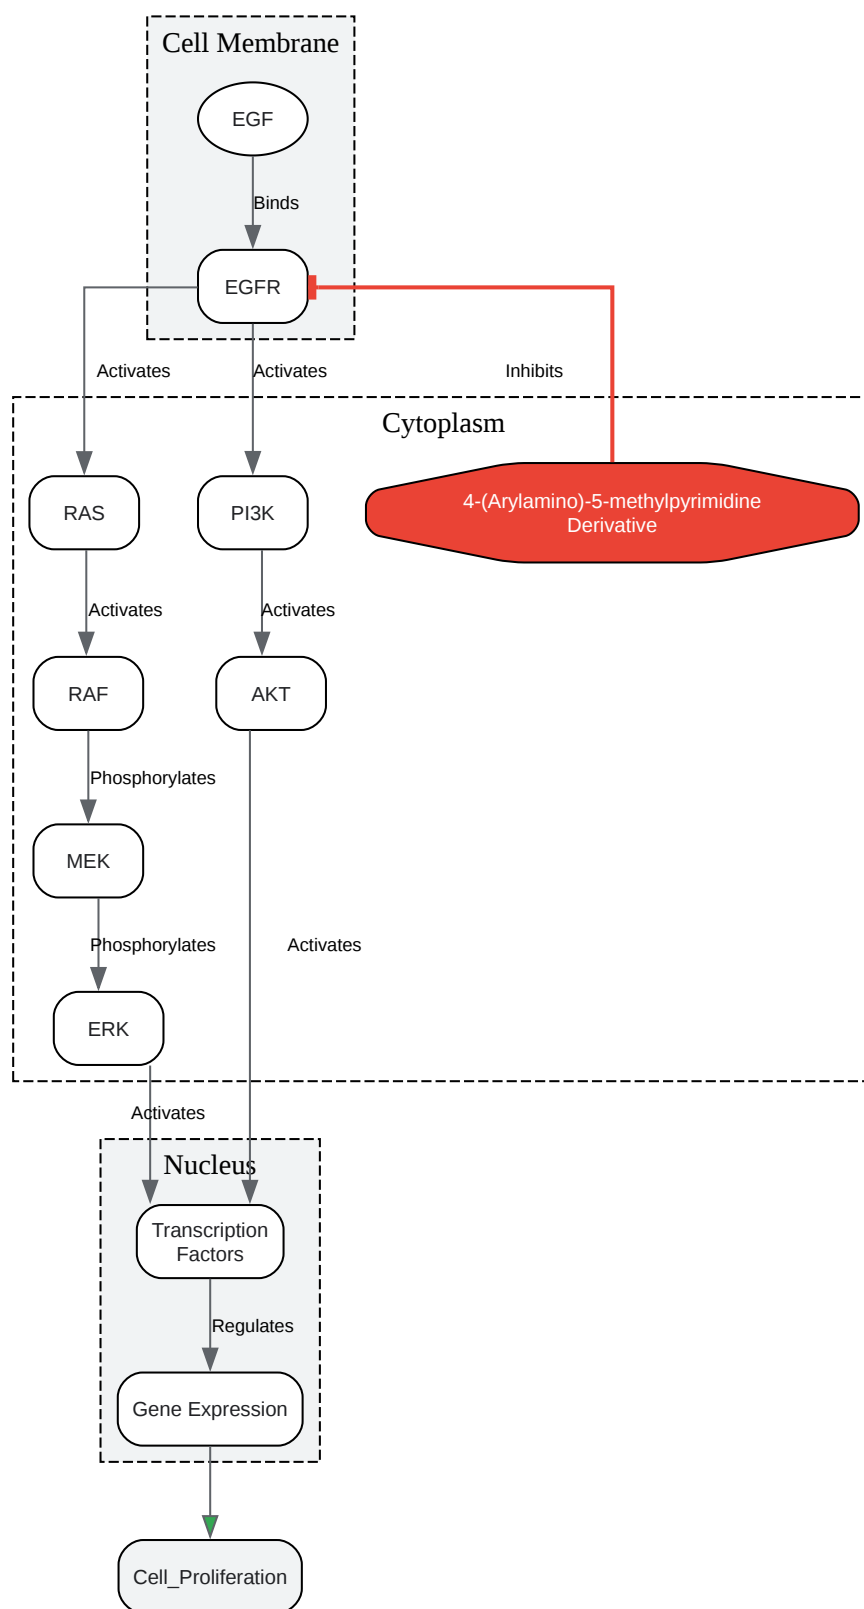 Cell Membrane
EGF
Binds
EGFR
Activates
Activates
Inhibits
Cytoplasm
RAS
PI3K
4-(Arylamino)-5-methylpyrimidine
Derivative
Activates
Activates
RAF
AKT
Phosphorylates
MEK
Phosphorylates
Activates
ERK
Activates
Nucleus
Transcription
Factors
Regulates
Gene Expression
Cell_Proliferation